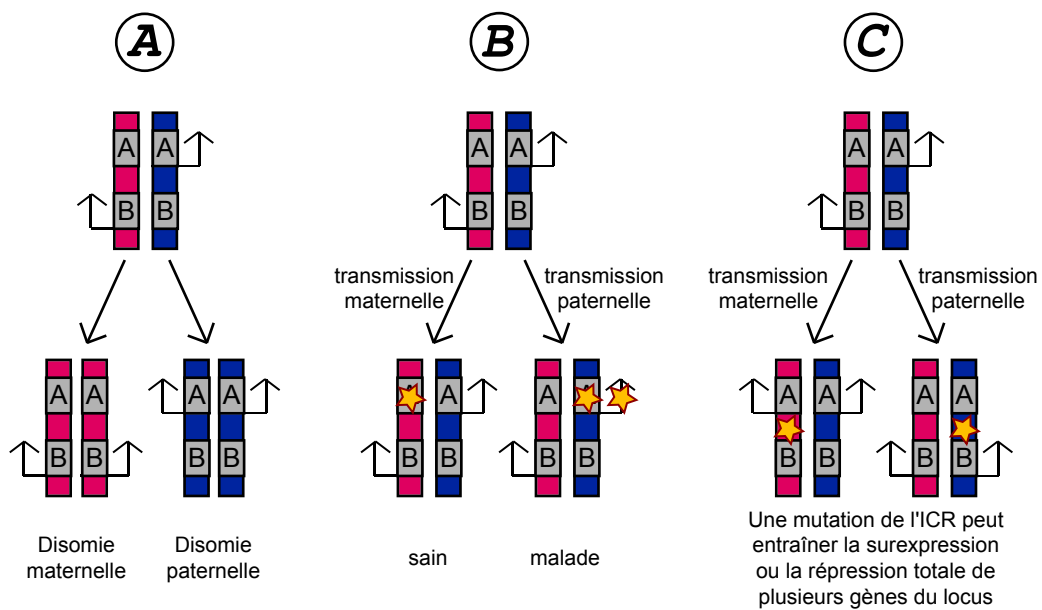 A
B
C
A A
B B
A A
B B
A A
B B
transmission
maternelle
transmission
paternelle
transmission
maternelle
transmission
paternelle
A A
B B
A A
B B
A
B B
A
B B
A A
B B
A A
B B
Disomie
maternelle
Disomie
paternelle
sain
malade
Une mutation de l'ICR peut
entraîner la surexpression
ou la répression totale de
plusieurs gènes du locus